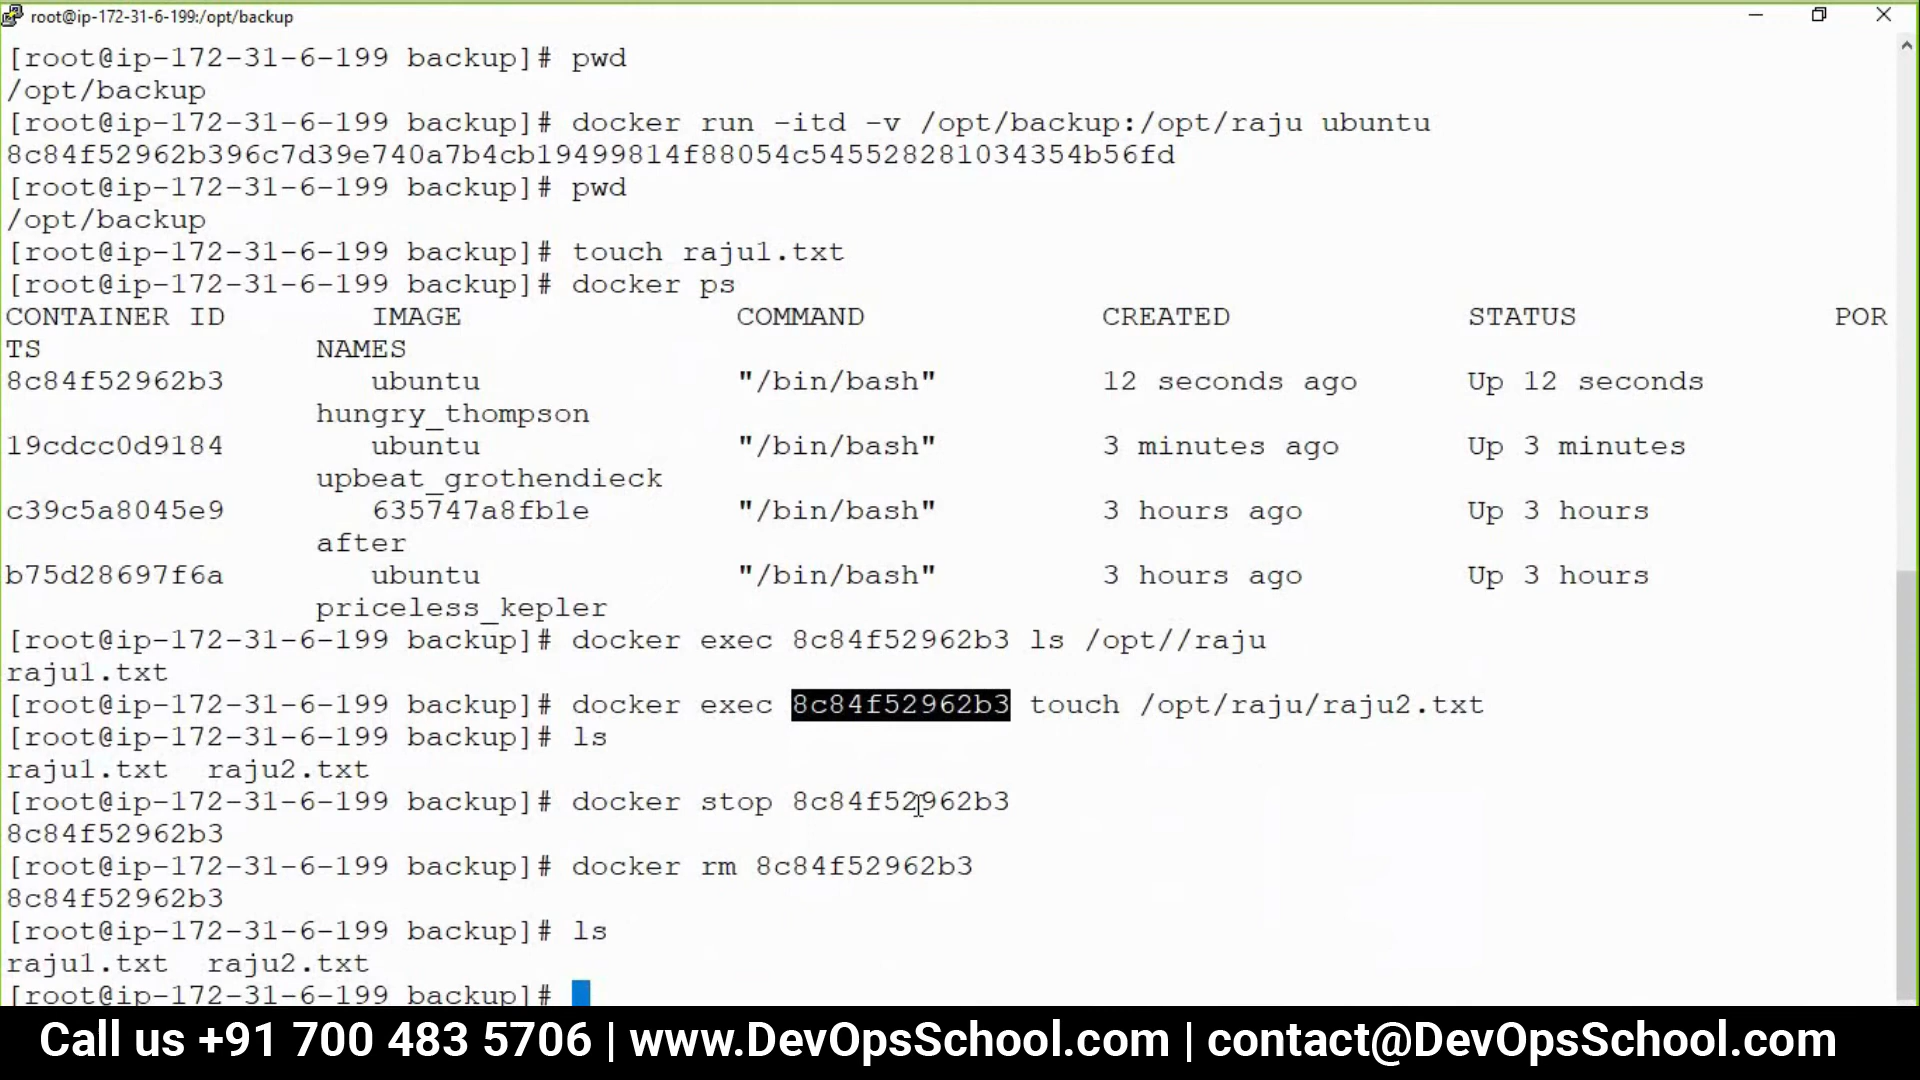 root@ip-172-31-6-199:/opt/backup
[root@ip-172-31-6-199 backup]# pwd
/opt/backup
[root@ip-172-31-6-199 backup]# docker run -itd -v /opt/backup:/opt/raju ubuntu
8c84f52962b396c7d39e740a7b4cb19499814f88054c545528281034354b56fd
[root@ip-172-31-6-199 backup]# pwd
/opt/backup
[root@ip-172-31-6-199 backup]# touch raju1.txt
[root@ip-172-31-6-199 backup]# docker ps
CONTAINER ID IMAGE COMMAND CREATED STATUS POR
TS NAMES
8c84f52962b3 ubuntu "/bin/bash" 12 seconds ago Up 12 seconds
hungry_thompson
19cdcc0d9184 ubuntu "/bin/bash" 3 minutes ago Up 3 minutes
upbeat_grothendieck
c39c5a8045e9 635747a8fb1e "/bin/bash" 3 hours ago Up 3 hours
after
b75d28697f6a ubuntu "/bin/bash" 3 hours ago Up 3 hours
priceless_kepler
[root@ip-172-31-6-199 backup]# docker exec 8c84f52962b3 ls /opt//raju
raju1.txt
[root@ip-172-31-6-199 backup]# docker exec 8c84f52962b3 touch /opt/raju/raju2.txt
[root@ip-172-31-6-199 backup]# ls
raju1.txt raju2.txt
[root@ip-172-31-6-199 backup]# docker stop 8c84f52962b3
8c84f52962b3
[root@ip-172-31-6-199 backup]# docker rm 8c84f52962b3
8c84f52962b3
[root@ip-172-31-6-199 backup]# ls
raju1.txt raju2.txt
[root@ip-172-31-6-199 backup]#
Call us +91 700 483 5706 | www.DevOpsSchool.com | contact@DevOpsSchool.com